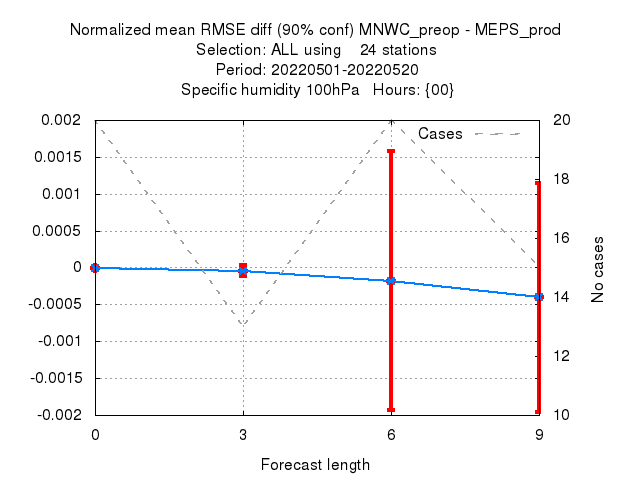 Normalized mean RMSE diff (90% conf) MNWC_preop - MEPS_prod
Selection: ALL using    24 stations
Period: 20220501-20220520
Specific humidity 100hPa   Hours: {00}
Cases
0.002
0.0015
0.001
0.0005
0
-0.0005
-0.001
-0.0015
-0.002
20
18
16
14
12
10
No cases
0 3 6 9
Forecast length